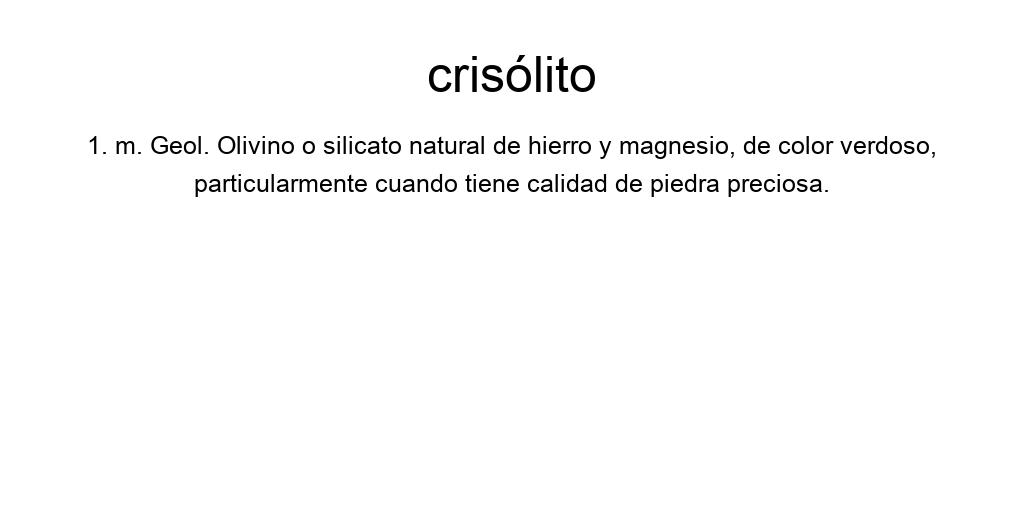 crisólito
1. m. Geol. Olivino o silicato natural de hierro y magnesio, de color verdoso,
particularmente cuando tiene calidad de piedra preciosa.